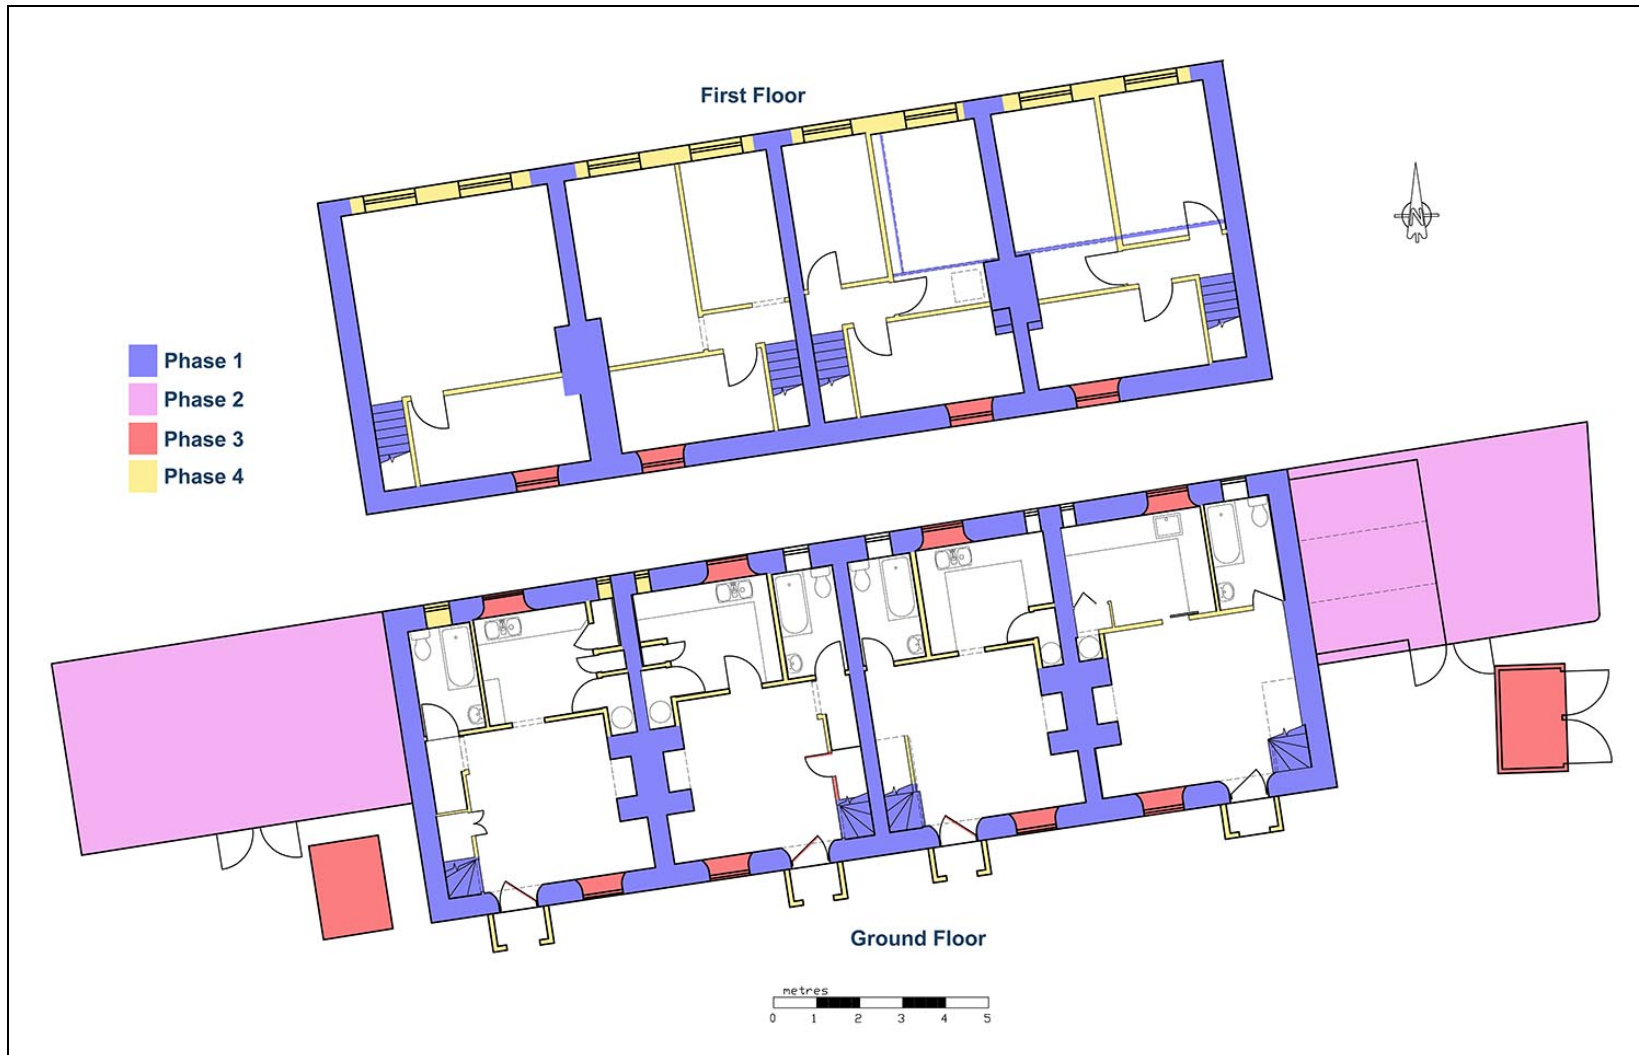 First Floor
N
Phase 1
Phase 2
Phase 3
Phase 4
Ground Floor
metres
0 1 2 3 4 5